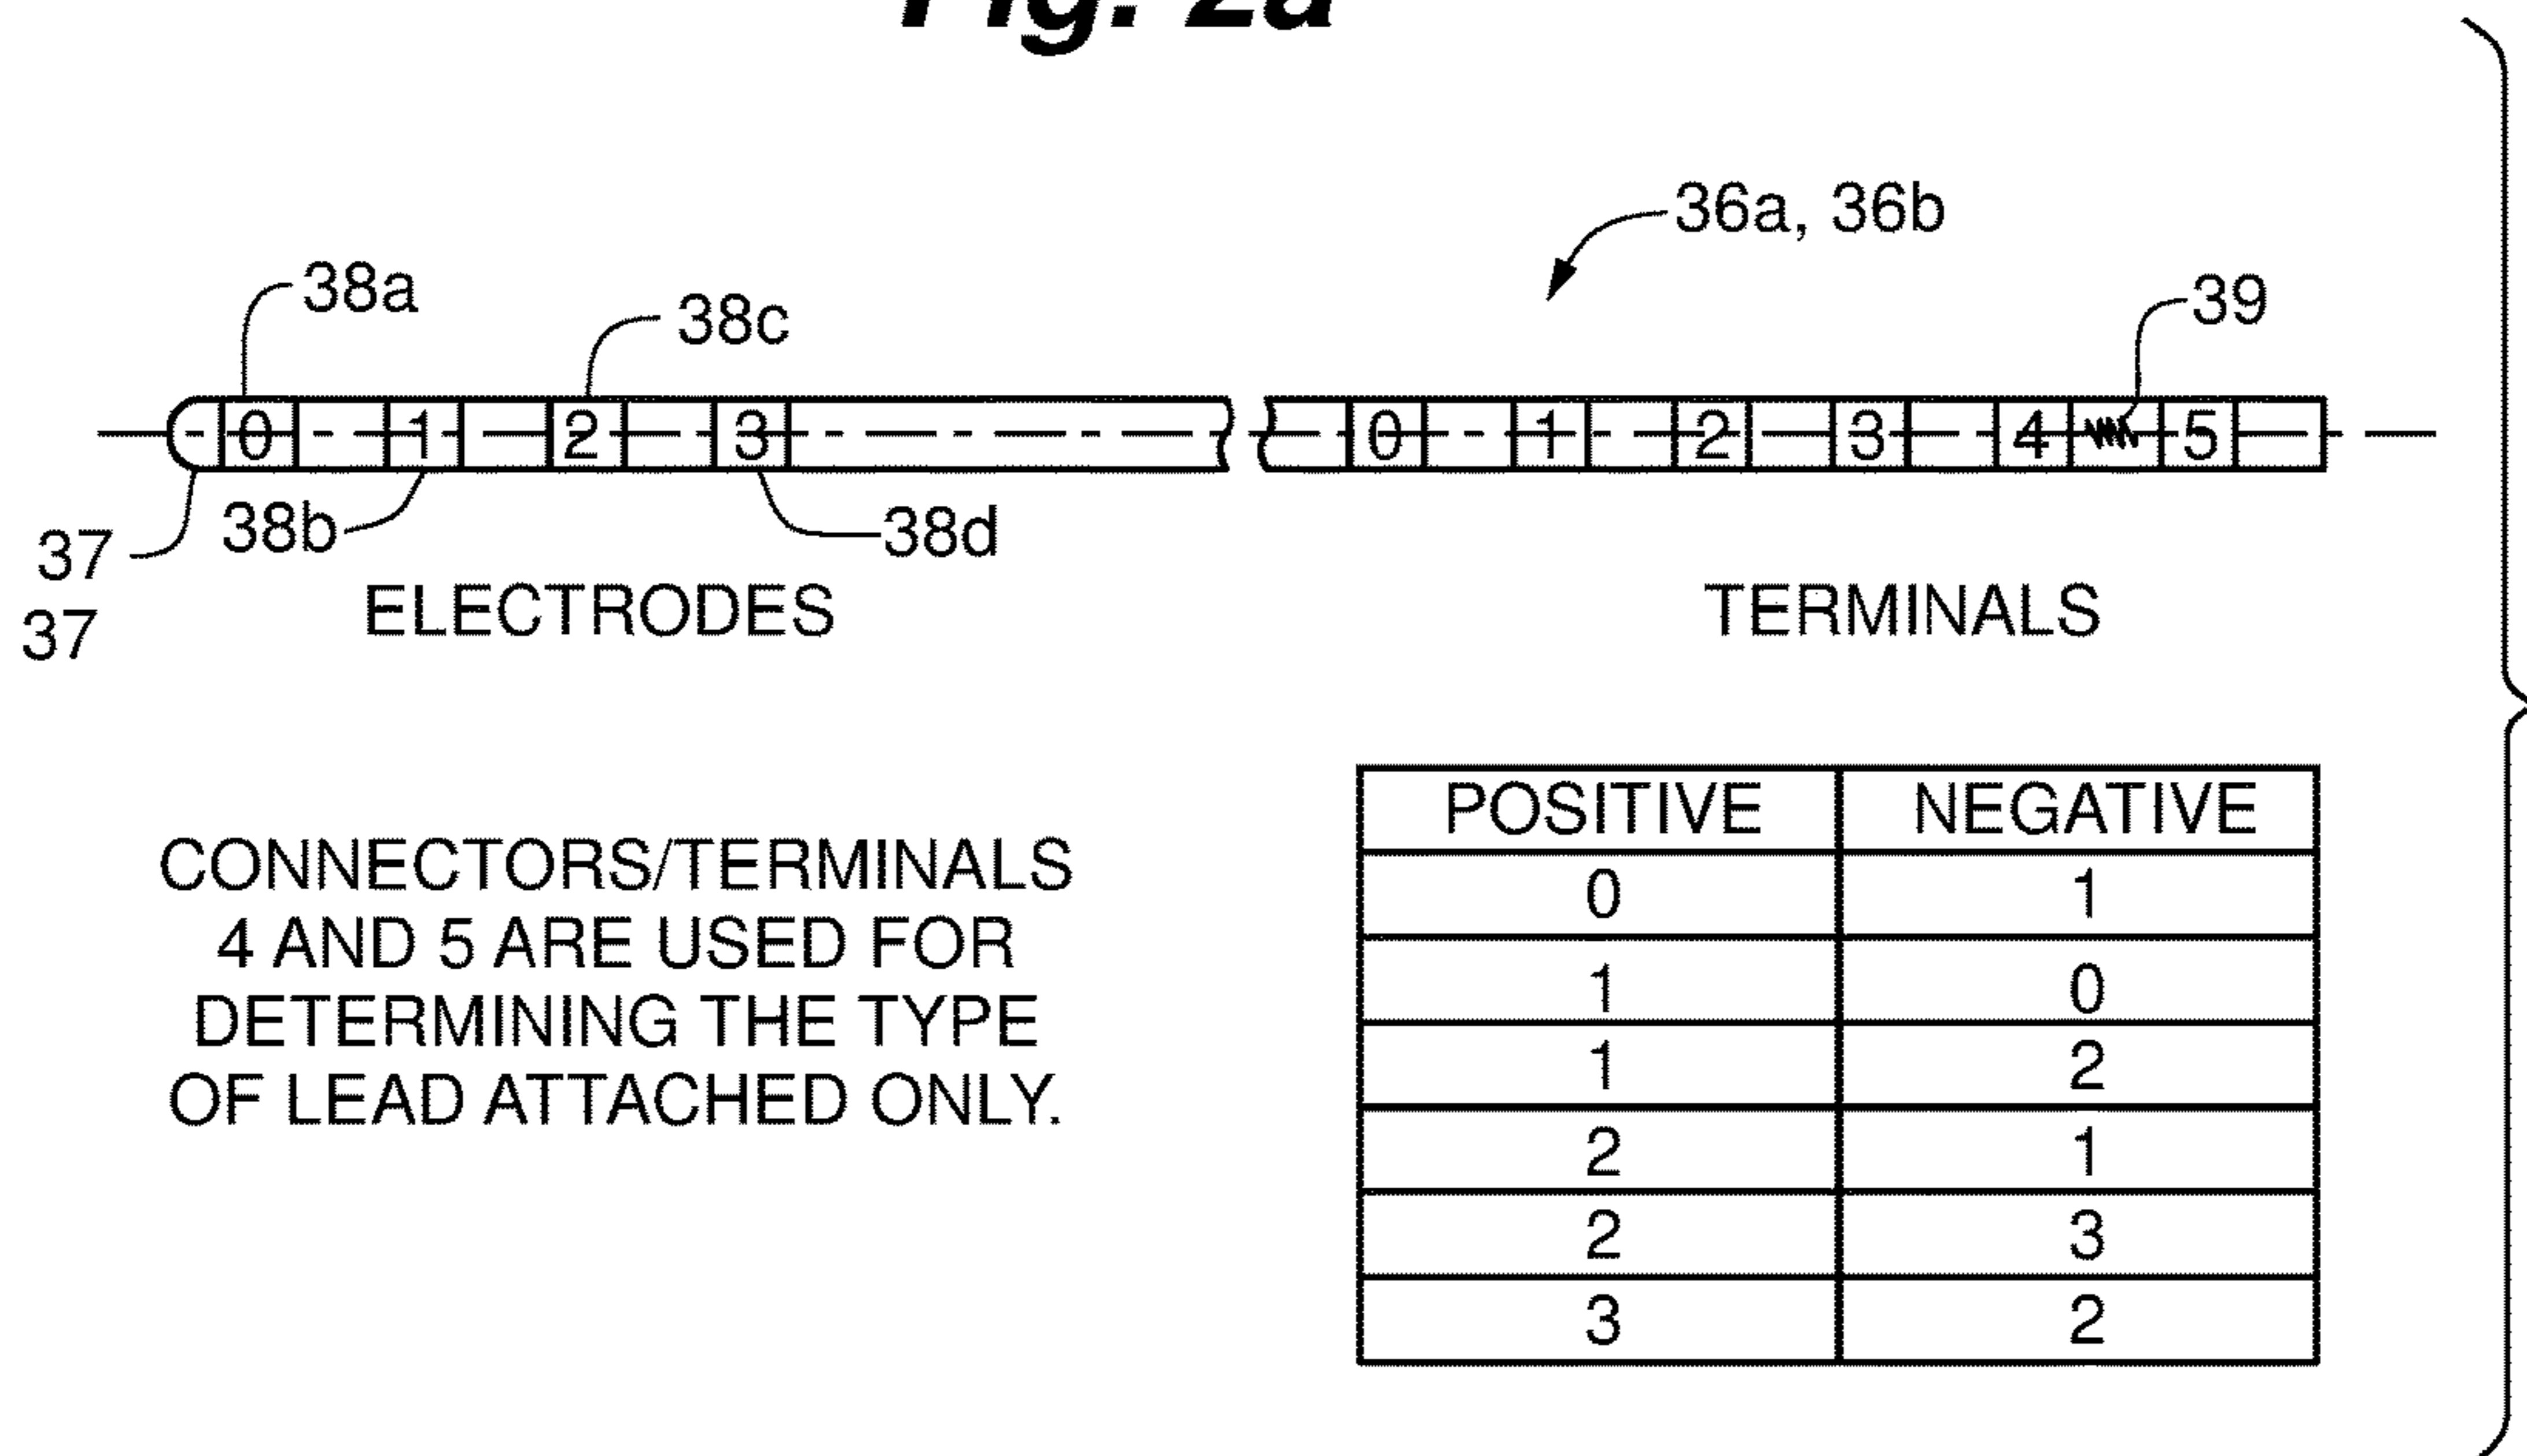 Fig. 2a
36a, 36b
38a
38c
39
0 1 2 3 0 1 2 3 4 5
37
38b
38d
37
ELECTRODES
TERMINALS
CONNECTORS/TERMINALS
4 AND 5 ARE USED FOR
DETERMINING THE TYPE
OF LEAD ATTACHED ONLY.
POSITIVE NEGATIVE
0 1
1 0
1 2
2 1
2 3
3 2